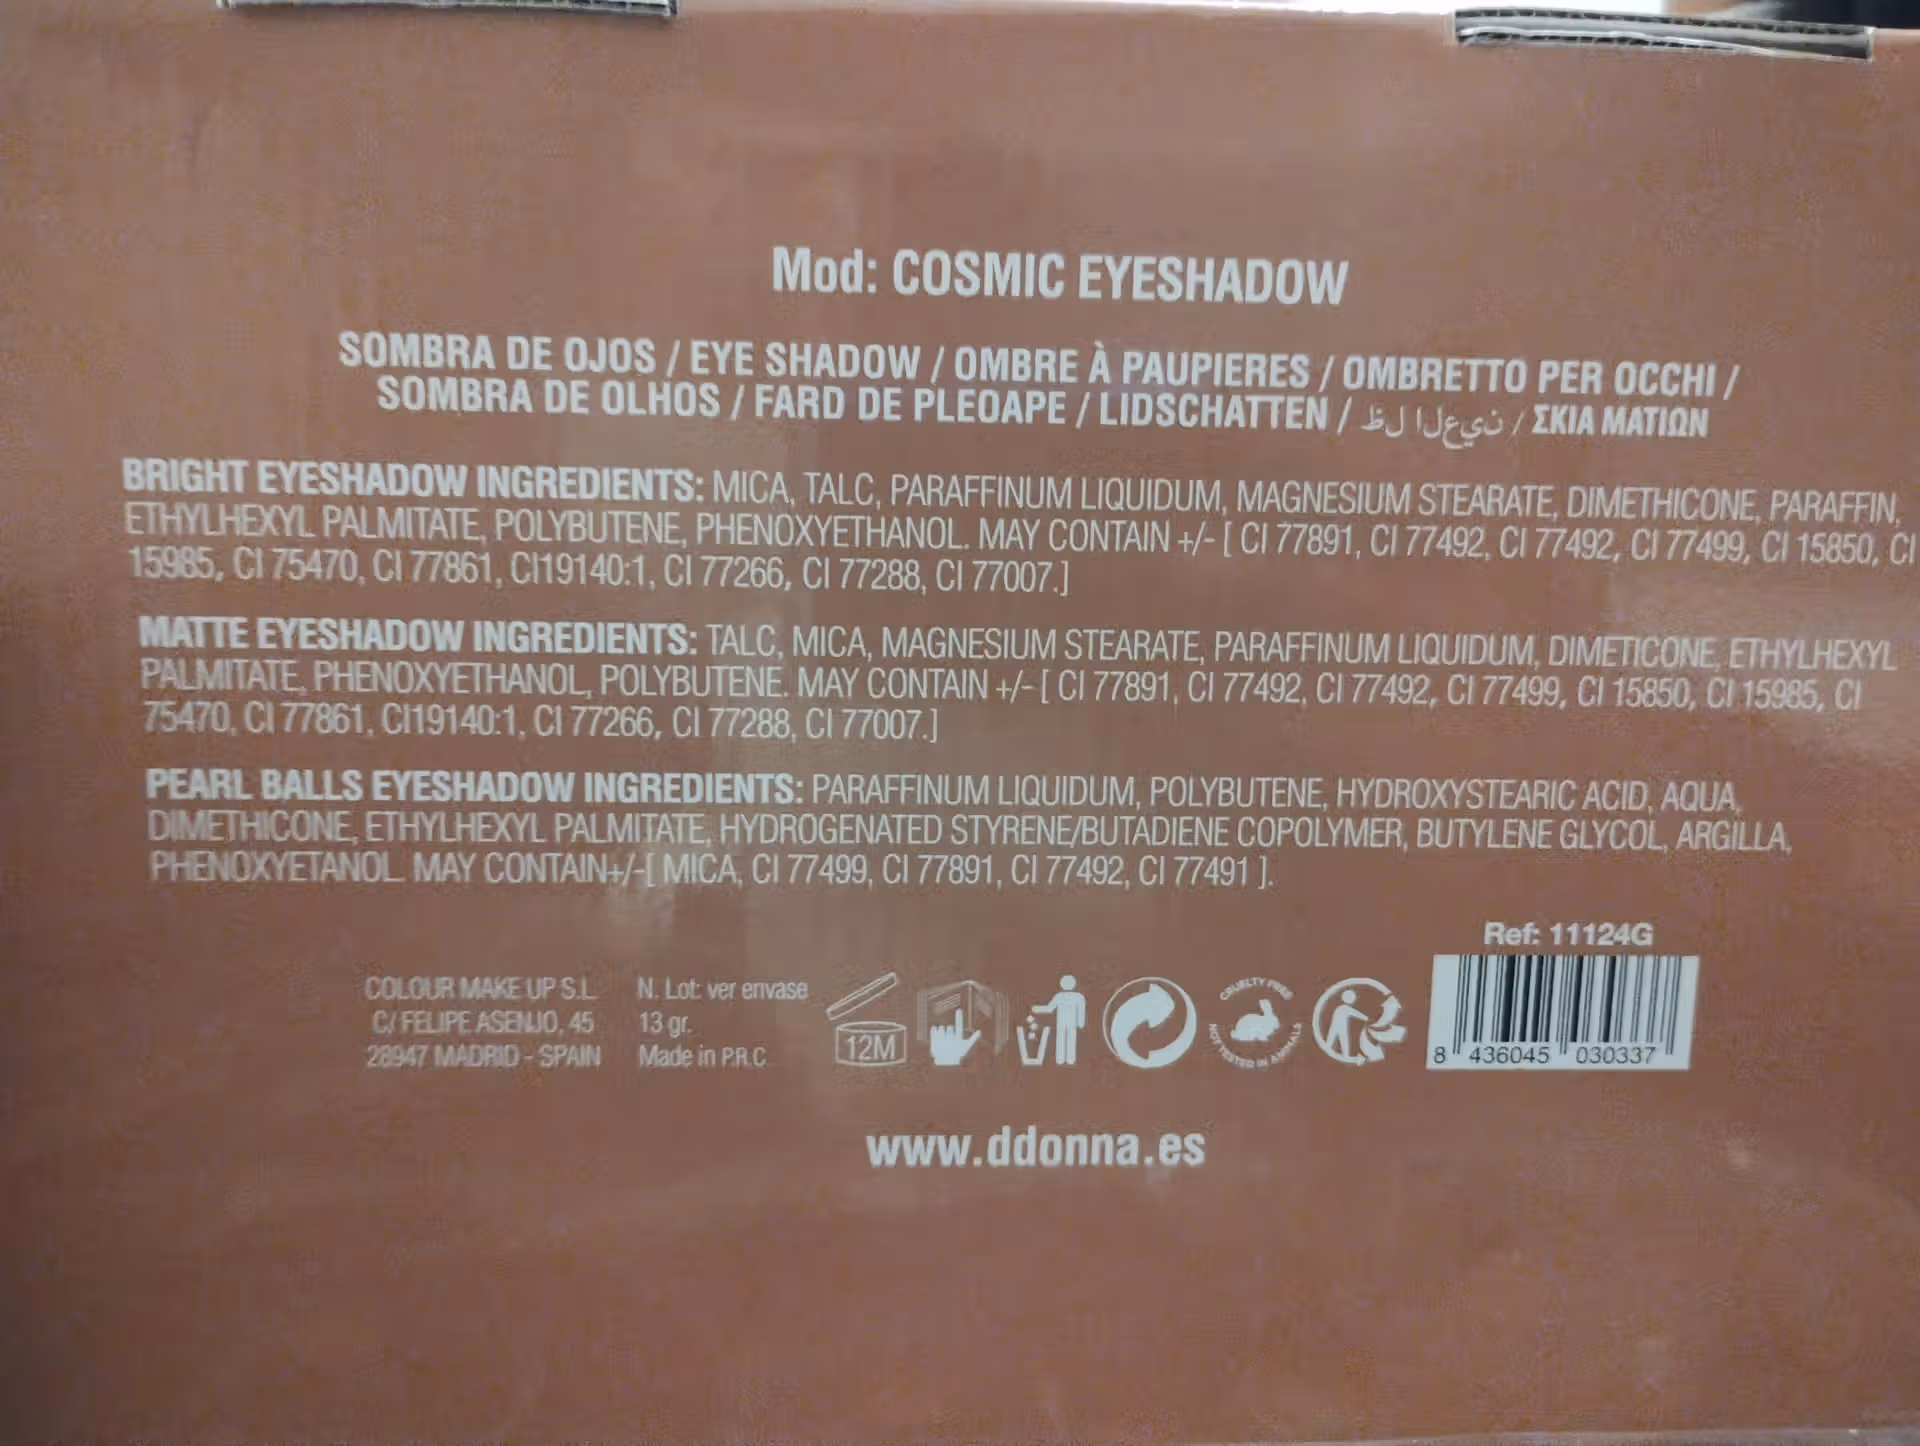 Mod: COSMIC EYESHADOW
SOMBRA DE OJOS / EYE SHADOW / OMBRE À PAUPIERES / OMBRETTO PER OCCHI /
SOMBRA DE OLHOS / FARD DE PLEOAPE / LIDSCHATTEN / ظل العين / ΣΚΙΑ ΜΑΤΙΩΝ
BRIGHT EYESHADOW INGREDIENTS: MICA, TALC, PARAFFINUM LIQUIDUM, MAGNESIUM STEARATE, DIMETHICONE, PARAFFIN,
ETHYLHEXYL PALMITATE, POLYBUTENE, PHENOXYETHANOL. MAY CONTAIN +/- [ CI 77891, CI 77492, CI 77492, CI 77499, CI 15850, CI
15985, CI 75470, CI 77861, CI19140:1, CI 77266, CI 77288, CI 77007.]
MATTE EYESHADOW INGREDIENTS: TALC, MICA, MAGNESIUM STEARATE, PARAFFINUM LIQUIDUM, DIMETICONE, ETHYLHEXYL
PALMITATE, PHENOXYETHANOL, POLYBUTENE. MAY CONTAIN +/- [ CI 77891, CI 77492, CI 77492, CI 77499, CI 15850, CI 15985, CI
75470, CI 77861, CI19140:1, CI 77266, CI 77288, CI 77007.]
PEARL BALLS EYESHADOW INGREDIENTS: PARAFFINUM LIQUIDUM, POLYBUTENE, HYDROXYSTEARIC ACID, AQUA,
DIMETHICONE, ETHYLHEXYL PALMITATE, HYDROGENATED STYRENE/BUTADIENE COPOLYMER, BUTYLENE GLYCOL, ARGILLA,
PHENOXYETANOL. MAY CONTAIN+/-[ MICA, CI 77499, CI 77891, CI 77492, CI 77491 ].
COLOUR MAKE UP S.L
C/ FELIPE ASENJO, 45
28947 MADRID - SPAIN
N. Lot: ver envase
13 gr.
Made in P.R.C
12M
CRUELTY FREE
NOT TESTED IN ANIMALS
Ref: 11124G
8 436045 030337
www.ddonna.es